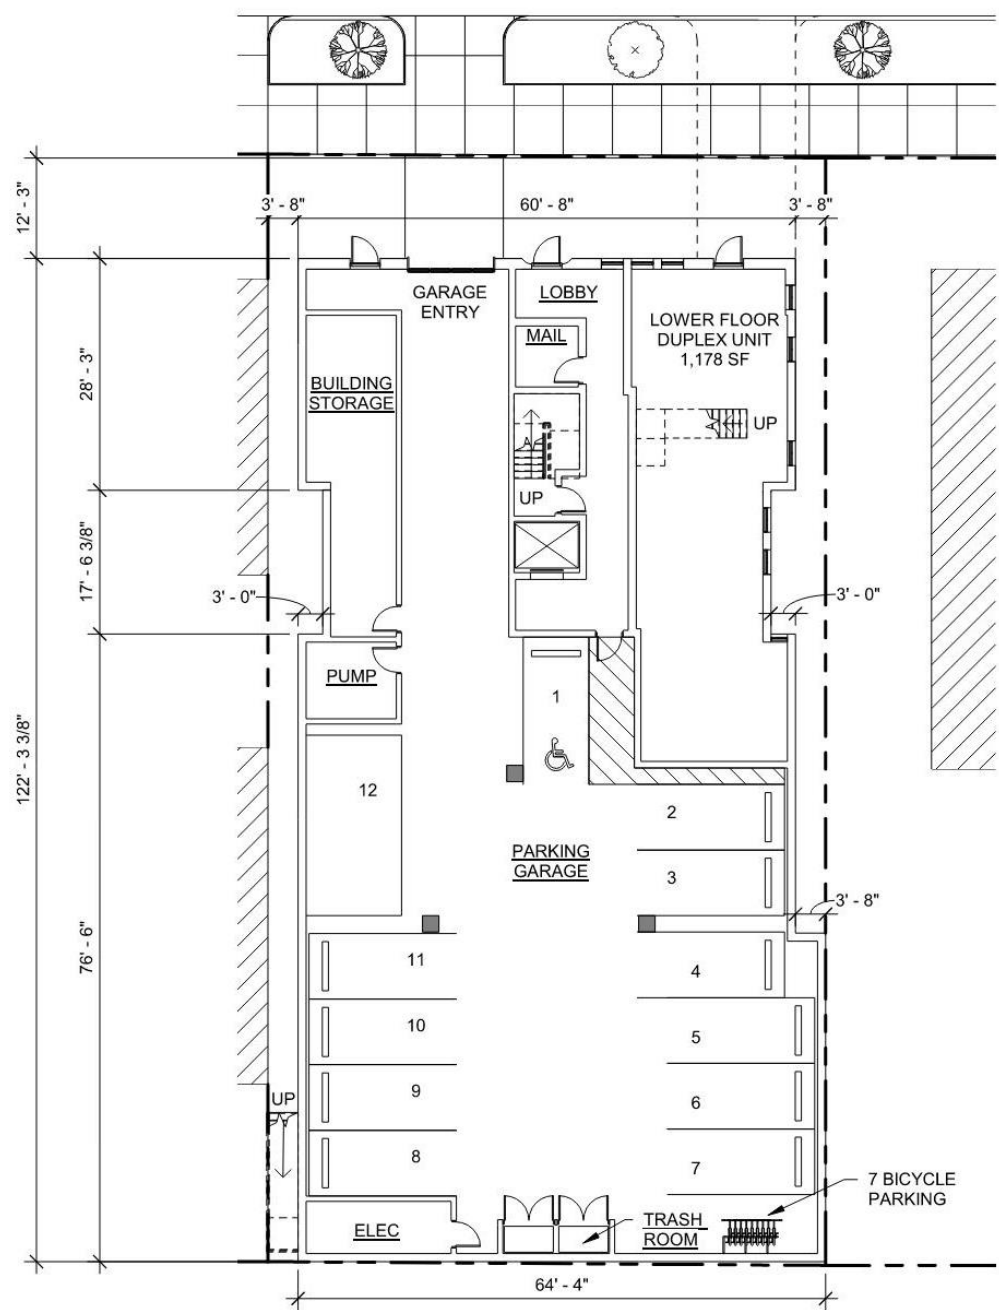 12' - 3"
3' - 8"
60' - 8"
3' - 8"
GARAGE
ENTRY
LOBBY
MAIL
LOWER FLOOR
DUPLEX UNIT
1,178 SF
28' - 3"
BUILDING
STORAGE
UP
UP
17' - 6 3/8"
3' - 0"
3' - 0"
PUMP
1
122' - 3 3/8"
12
2
PARKING
GARAGE
3
3' - 8"
76' - 6"
11
4
10
5
9
6
UP
8
7
7 BICYCLE
PARKING
ELEC
TRASH
ROOM
64' - 4"